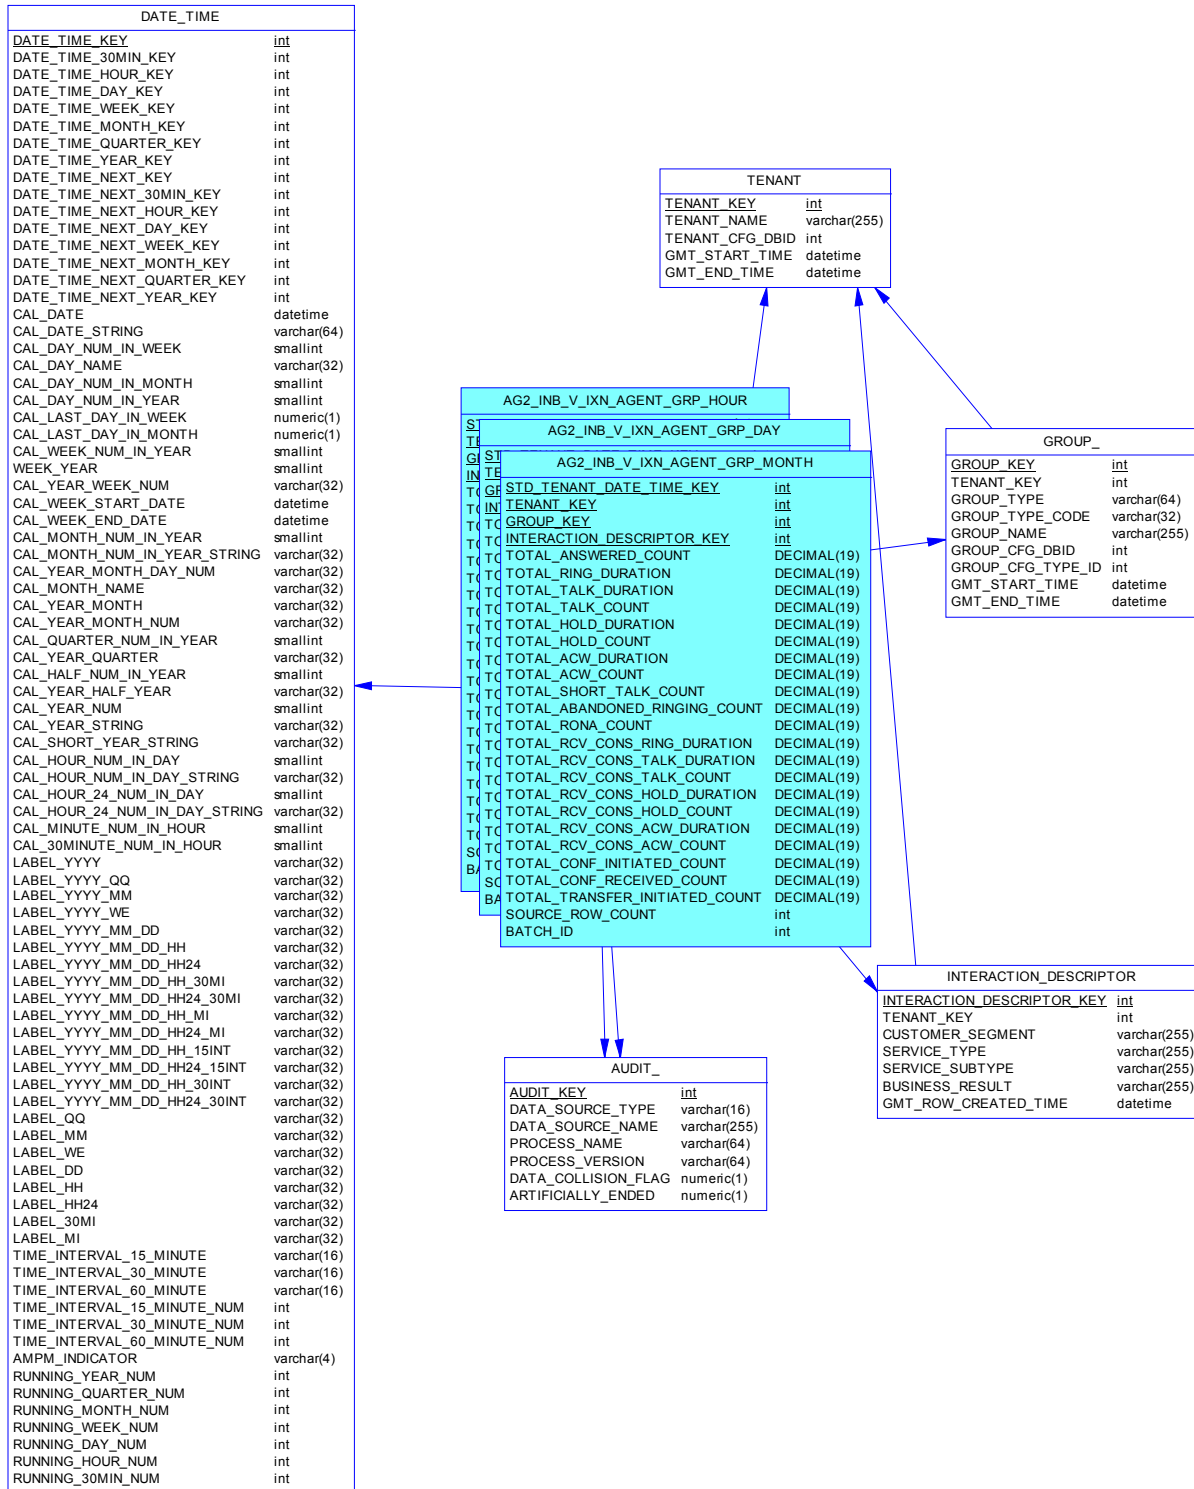 DATE_TIME
DATE_TIME_KEY int
DATE_TIME_30MIN_KEY int
DATE_TIME_HOUR_KEY int
DATE_TIME_DAY_KEY int
DATE_TIME_WEEK_KEY int
DATE_TIME_MONTH_KEY int
DATE_TIME_QUARTER_KEY int
DATE_TIME_YEAR_KEY int
DATE_TIME_NEXT_KEY int
DATE_TIME_NEXT_30MIN_KEY int
DATE_TIME_NEXT_HOUR_KEY int
DATE_TIME_NEXT_DAY_KEY int
DATE_TIME_NEXT_WEEK_KEY int
DATE_TIME_NEXT_MONTH_KEY int
DATE_TIME_NEXT_QUARTER_KEY int
DATE_TIME_NEXT_YEAR_KEY int
CAL_DATE datetime
CAL_DATE_STRING varchar(64)
CAL_DAY_NUM_IN_WEEK smallint
CAL_DAY_NAME varchar(32)
CAL_DAY_NUM_IN_MONTH smallint
CAL_DAY_NUM_IN_YEAR smallint
CAL_LAST_DAY_IN_WEEK numeric(1)
CAL_LAST_DAY_IN_MONTH numeric(1)
CAL_WEEK_NUM_IN_YEAR smallint
WEEK_YEAR smallint
CAL_YEAR_WEEK_NUM varchar(32)
CAL_WEEK_START_DATE datetime
CAL_WEEK_END_DATE datetime
CAL_MONTH_NUM_IN_YEAR smallint
CAL_MONTH_NUM_IN_YEAR_STRING varchar(32)
CAL_YEAR_MONTH_DAY_NUM varchar(32)
CAL_MONTH_NAME varchar(32)
CAL_YEAR_MONTH varchar(32)
CAL_YEAR_MONTH_NUM varchar(32)
CAL_QUARTER_NUM_IN_YEAR smallint
CAL_YEAR_QUARTER varchar(32)
CAL_HALF_NUM_IN_YEAR smallint
CAL_YEAR_HALF_YEAR varchar(32)
CAL_YEAR_NUM smallint
CAL_YEAR_STRING varchar(32)
CAL_SHORT_YEAR_STRING varchar(32)
CAL_HOUR_NUM_IN_DAY smallint
CAL_HOUR_NUM_IN_DAY_STRING varchar(32)
CAL_HOUR_24_NUM_IN_DAY smallint
CAL_HOUR_24_NUM_IN_DAY_STRING varchar(32)
CAL_MINUTE_NUM_IN_HOUR smallint
CAL_30MINUTE_NUM_IN_HOUR smallint
LABEL_YYYY varchar(32)
LABEL_YYYY_QQ varchar(32)
LABEL_YYYY_MM varchar(32)
LABEL_YYYY_WE varchar(32)
LABEL_YYYY_MM_DD varchar(32)
LABEL_YYYY_MM_DD_HH varchar(32)
LABEL_YYYY_MM_DD_HH24 varchar(32)
LABEL_YYYY_MM_DD_HH_30MI varchar(32)
LABEL_YYYY_MM_DD_HH24_30MI varchar(32)
LABEL_YYYY_MM_DD_HH_MI varchar(32)
LABEL_YYYY_MM_DD_HH24_MI varchar(32)
LABEL_YYYY_MM_DD_HH_15INT varchar(32)
LABEL_YYYY_MM_DD_HH24_15INT varchar(32)
LABEL_YYYY_MM_DD_HH_30INT varchar(32)
LABEL_YYYY_MM_DD_HH24_30INT varchar(32)
LABEL_QQ varchar(32)
LABEL_MM varchar(32)
LABEL_WE varchar(32)
LABEL_DD varchar(32)
LABEL_HH varchar(32)
LABEL_HH24 varchar(32)
LABEL_30MI varchar(32)
LABEL_MI varchar(32)
TIME_INTERVAL_15_MINUTE varchar(16)
TIME_INTERVAL_30_MINUTE varchar(16)
TIME_INTERVAL_60_MINUTE varchar(16)
TIME_INTERVAL_15_MINUTE_NUM int
TIME_INTERVAL_30_MINUTE_NUM int
TIME_INTERVAL_60_MINUTE_NUM int
AMPM_INDICATOR varchar(4)
RUNNING_YEAR_NUM int
RUNNING_QUARTER_NUM int
RUNNING_MONTH_NUM int
RUNNING_WEEK_NUM int
RUNNING_DAY_NUM int
RUNNING_HOUR_NUM int
RUNNING_30MIN_NUM int
TENANT
TENANT_KEY int
TENANT_NAME varchar(255)
TENANT_CFG_DBID int
GMT_START_TIME datetime
GMT_END_TIME datetime
AG2_INB_V_IXN_AGENT_GRP_HOUR
AG2_INB_V_IXN_AGENT_GRP_DAY
AG2_INB_V_IXN_AGENT_GRP_MONTH
STD_TENANT_DATE_TIME_KEY int
TENANT_KEY int
GROUP_KEY int
INTERACTION_DESCRIPTOR_KEY int
TOTAL_ANSWERED_COUNT DECIMAL(19)
TOTAL_RING_DURATION DECIMAL(19)
TOTAL_TALK_DURATION DECIMAL(19)
TOTAL_TALK_COUNT DECIMAL(19)
TOTAL_HOLD_DURATION DECIMAL(19)
TOTAL_HOLD_COUNT DECIMAL(19)
TOTAL_ACW_DURATION DECIMAL(19)
TOTAL_ACW_COUNT DECIMAL(19)
TOTAL_SHORT_TALK_COUNT DECIMAL(19)
TOTAL_ABANDONED_RINGING_COUNT DECIMAL(19)
TOTAL_RONA_COUNT DECIMAL(19)
TOTAL_RCV_CONS_RING_DURATION DECIMAL(19)
TOTAL_RCV_CONS_TALK_DURATION DECIMAL(19)
TOTAL_RCV_CONS_TALK_COUNT DECIMAL(19)
TOTAL_RCV_CONS_HOLD_DURATION DECIMAL(19)
TOTAL_RCV_CONS_HOLD_COUNT DECIMAL(19)
TOTAL_RCV_CONS_ACW_DURATION DECIMAL(19)
TOTAL_RCV_CONS_ACW_COUNT DECIMAL(19)
TOTAL_CONF_INITIATED_COUNT DECIMAL(19)
TOTAL_CONF_RECEIVED_COUNT DECIMAL(19)
TOTAL_TRANSFER_INITIATED_COUNT DECIMAL(19)
SOURCE_ROW_COUNT int
BATCH_ID int
GROUP_
GROUP_KEY int
TENANT_KEY int
GROUP_TYPE varchar(64)
GROUP_TYPE_CODE varchar(32)
GROUP_NAME varchar(255)
GROUP_CFG_DBID int
GROUP_CFG_TYPE_ID int
GMT_START_TIME datetime
GMT_END_TIME datetime
INTERACTION_DESCRIPTOR
INTERACTION_DESCRIPTOR_KEY int
TENANT_KEY int
CUSTOMER_SEGMENT varchar(255)
SERVICE_TYPE varchar(255)
SERVICE_SUBTYPE varchar(255)
BUSINESS_RESULT varchar(255)
GMT_ROW_CREATED_TIME datetime
AUDIT_
AUDIT_KEY int
DATA_SOURCE_TYPE varchar(16)
DATA_SOURCE_NAME varchar(255)
PROCESS_NAME varchar(64)
PROCESS_VERSION varchar(64)
DATA_COLLISION_FLAG numeric(1)
ARTIFICIALLY_ENDED numeric(1)